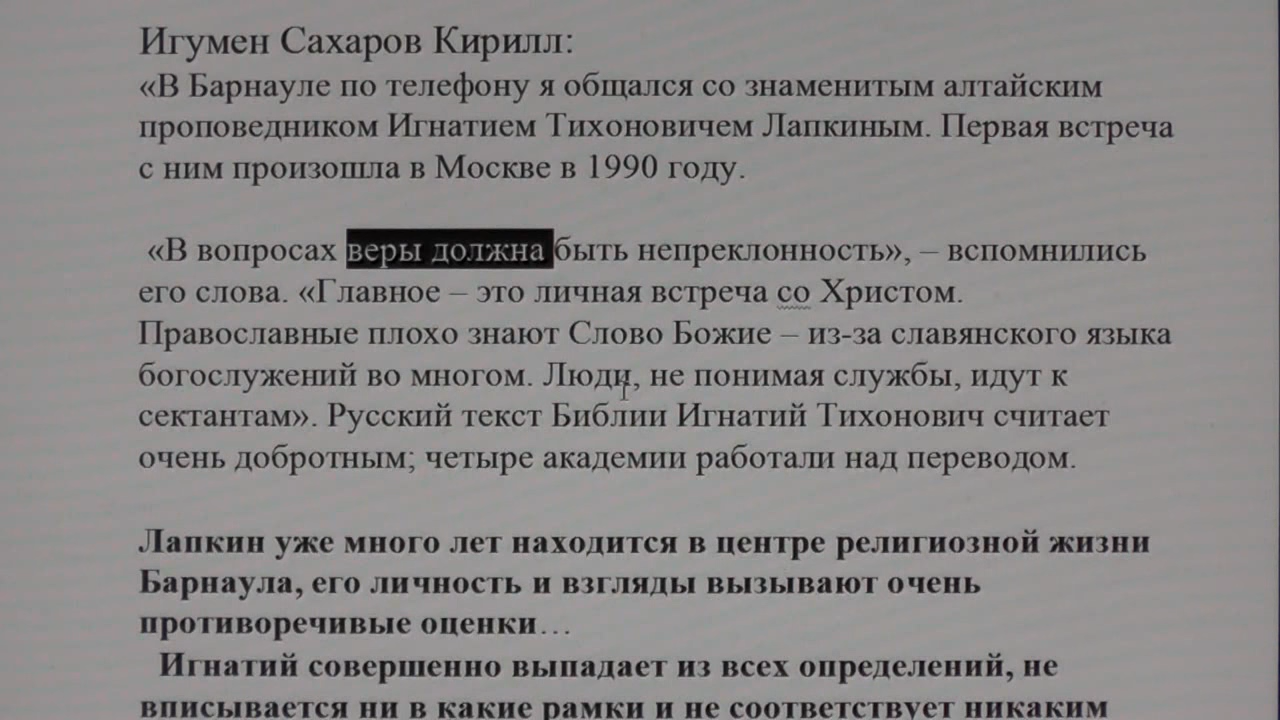 Игумен Сахаров Кирилл:
«В Барнауле по телефону я общался со знаменитым алтайским
проповедником Игнатием Тихоновичем Лапкиным. Первая встреча
с ним произошла в Москве в 1990 году.
«В вопросах веры должна быть непреклонность», – вспомнились
его слова. «Главное – это личная встреча со Христом.
Православные плохо знают Слово Божие – из-за славянского языка
богослужений во многом. Люди, не понимая службы, идут к
сектантам». Русский текст Библии Игнатий Тихонович считает
очень добротным; четыре академии работали над переводом.
Лапкин уже много лет находится в центре религиозной жизни
Барнаула, его личность и взгляды вызывают очень
противоречивые оценки…
Игнатий совершенно выпадает из всех определений, не
вписывается ни в какие рамки и не соответствует никаким